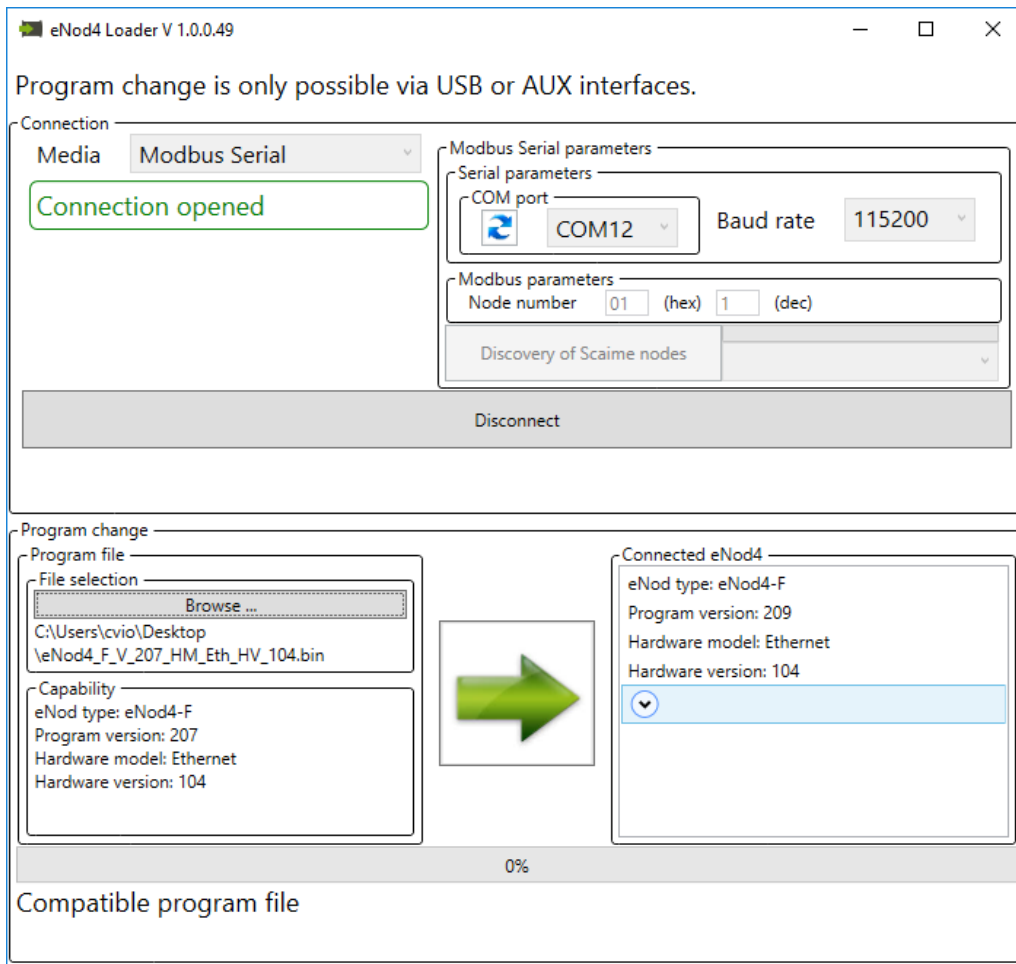 eNod4 Loader V 1.0.0.49
Program change is only possible via USB or AUX interfaces.
Connection
Media Modbus Serial
Connection opened
Modbus Serial parameters
Serial parameters
COM port
COM12
Baud rate 115200
Modbus parameters
Node number 01 (hex) 1 (dec)
Discovery of Scaime nodes
Disconnect
Program change
Program file
File selection
Browse ...
C:\Users\cvio\Desktop
\eNod4_F_V_207_HM_Eth_HV_104.bin
Capability
eNod type: eNod4-F
Program version: 207
Hardware model: Ethernet
Hardware version: 104
Connected eNod4
eNod type: eNod4-F
Program version: 209
Hardware model: Ethernet
Hardware version: 104
0%
Compatible program file